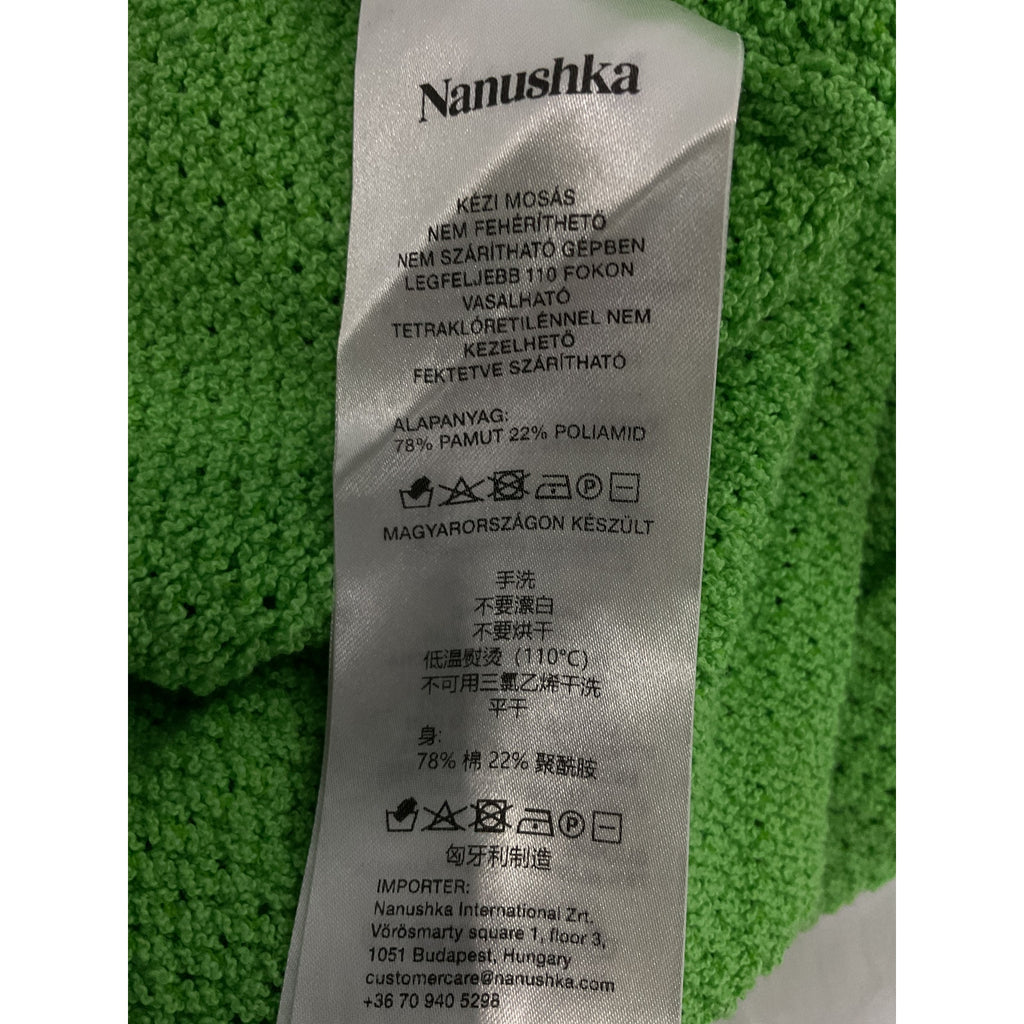 Nanushka
KÉZI MOSÁS
NEM FEHÉRÍTHETŐ
NEM SZÁRÍTHATÓ GÉPBEN
LEGFELJEBB 110 FOKON
VASALHATÓ
TETRAKLÓRETILÉNNEL NEM
KEZELHETŐ
FEKTETVE SZÁRÍTHATÓ
ALAPANYAG:
78% PAMUT 22% POLIAMID
P
MAGYARORSZÁGON KÉSZÜLT
手洗
不要漂白
不要烘干
低温熨烫 (110°C)
不可用三氯乙烯干洗
平干
身:
78% 棉 22% 聚酰胺
P
匈牙利制造
IMPORTER:
Nanushka International Zrt.
Vörösmarty square 1, floor 3,
1051 Budapest, Hungary
customercare@nanushka.com
+36 70 940 5298